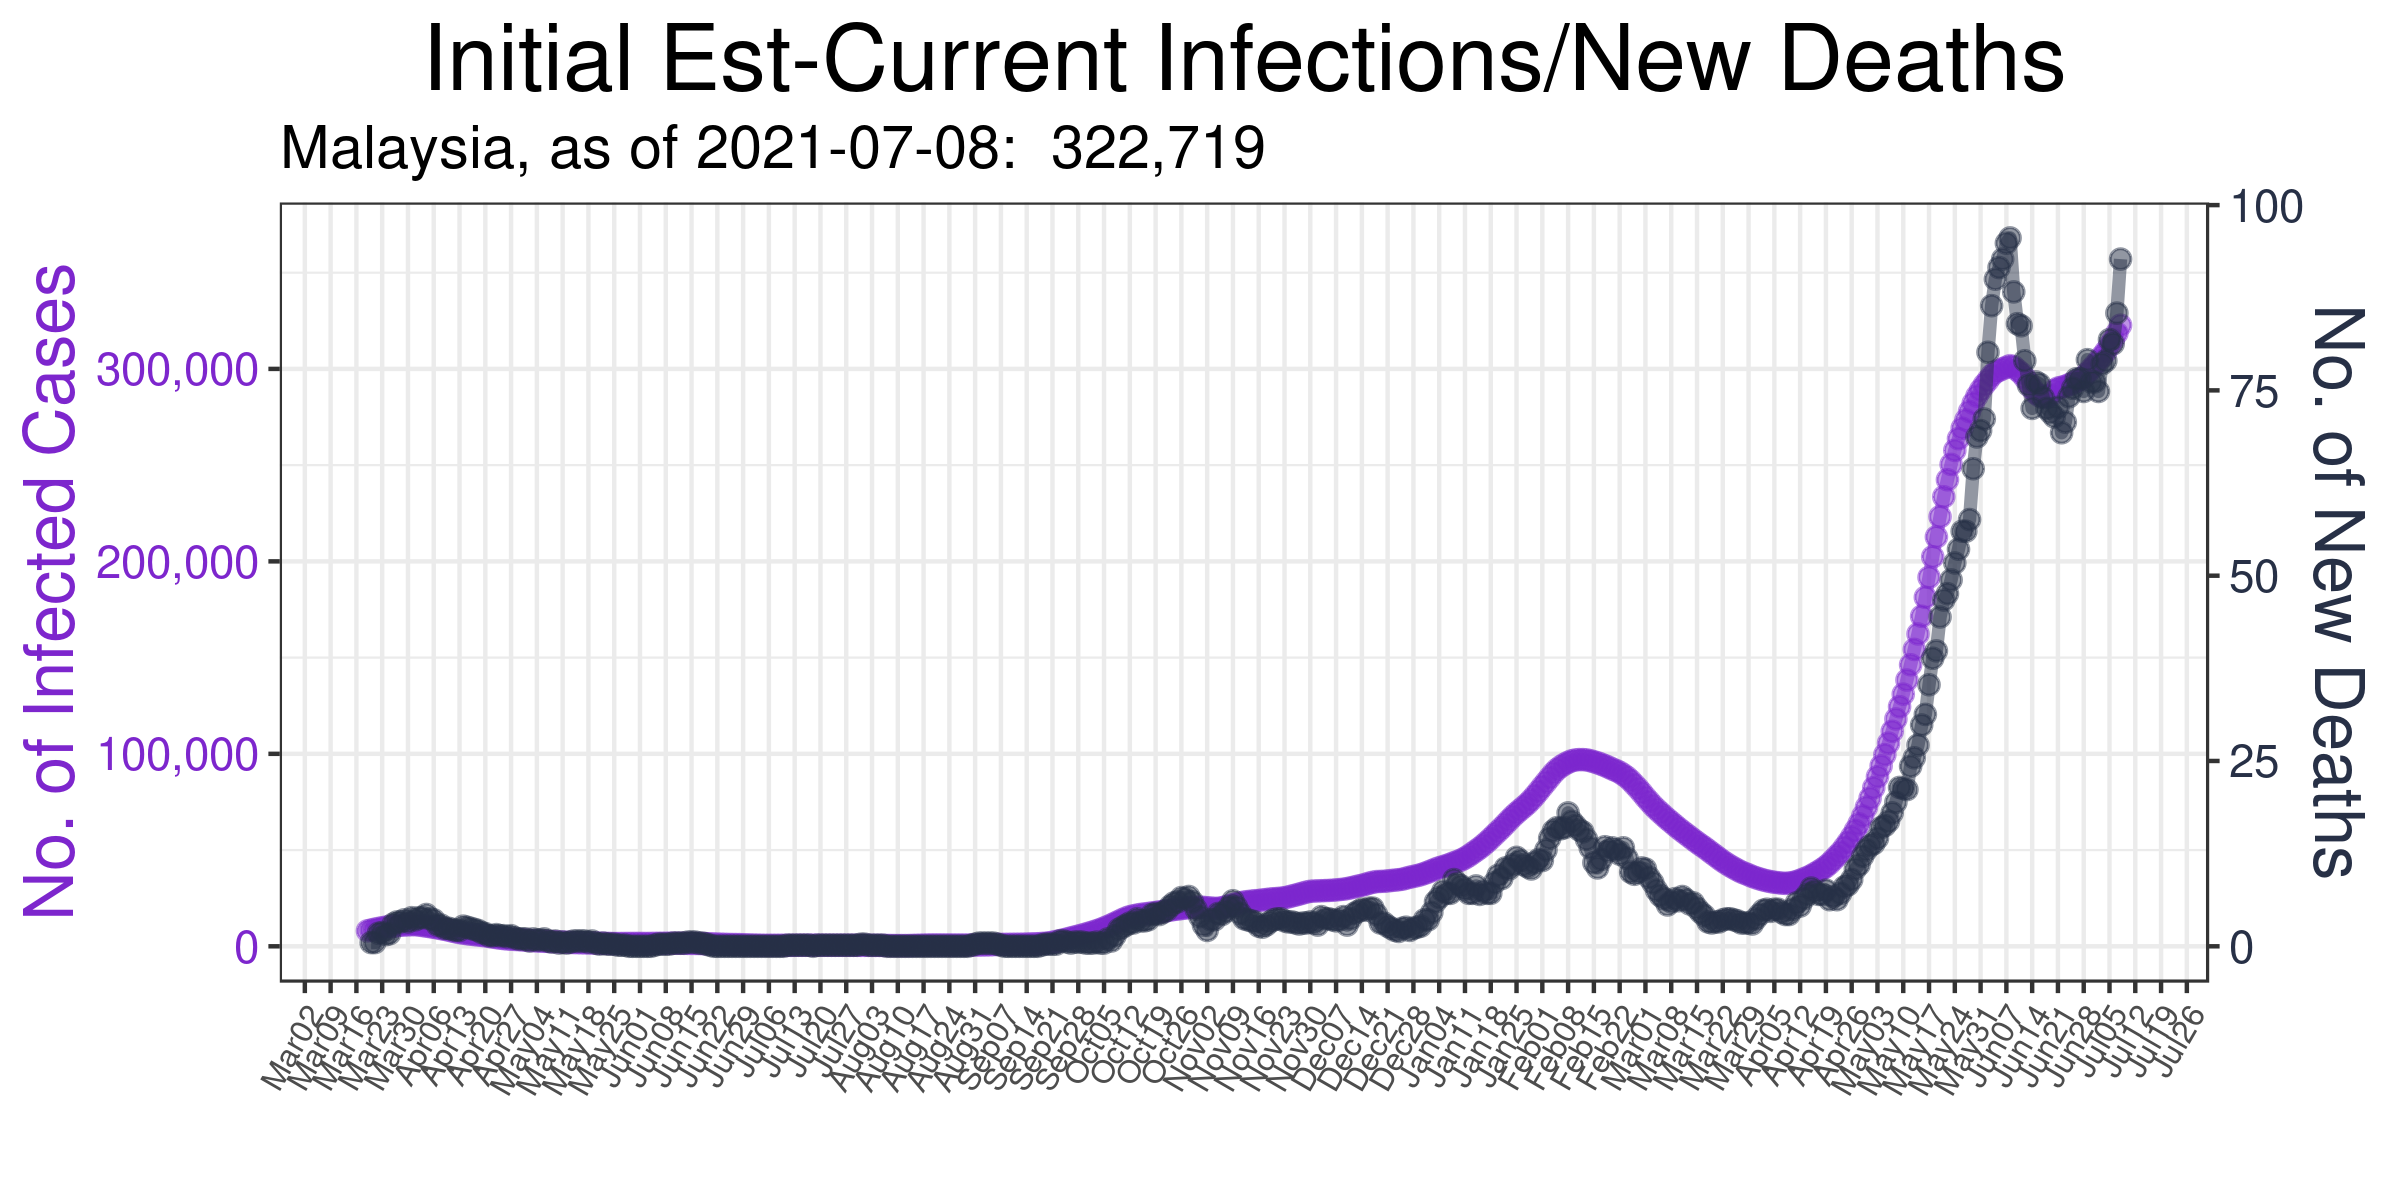 Initial Est-Current Infections/New Deaths
Malaysia, as of 2021-07-08: 322,719
No. of Infected Cases
300,000
200,000
100,000
0
100
75
50
25
0
No. of New Deaths
Mar02
Mar09
Mar16
Mar23
Mar30
Apr06
Apr13
Apr20
Apr27
May04
May11
May18
May25
Jun01
Jun08
Jun15
Jun22
Jun29
Jul06
Jul13
Jul20
Jul27
Aug03
Aug10
Aug17
Aug24
Aug31
Sep07
Sep14
Sep21
Sep28
Oct05
Oct12
Oct19
Oct26
Nov02
Nov09
Nov16
Nov23
Nov30
Dec07
Dec14
Dec21
Dec28
Jan04
Jan11
Jan18
Jan25
Feb01
Feb08
Feb15
Feb22
Mar01
Mar08
Mar15
Mar22
Mar29
Apr05
Apr12
Apr19
Apr26
May03
May10
May17
May24
May31
Jun07
Jun14
Jun21
Jun28
Jul05
Jul12
Jul19
Jul26